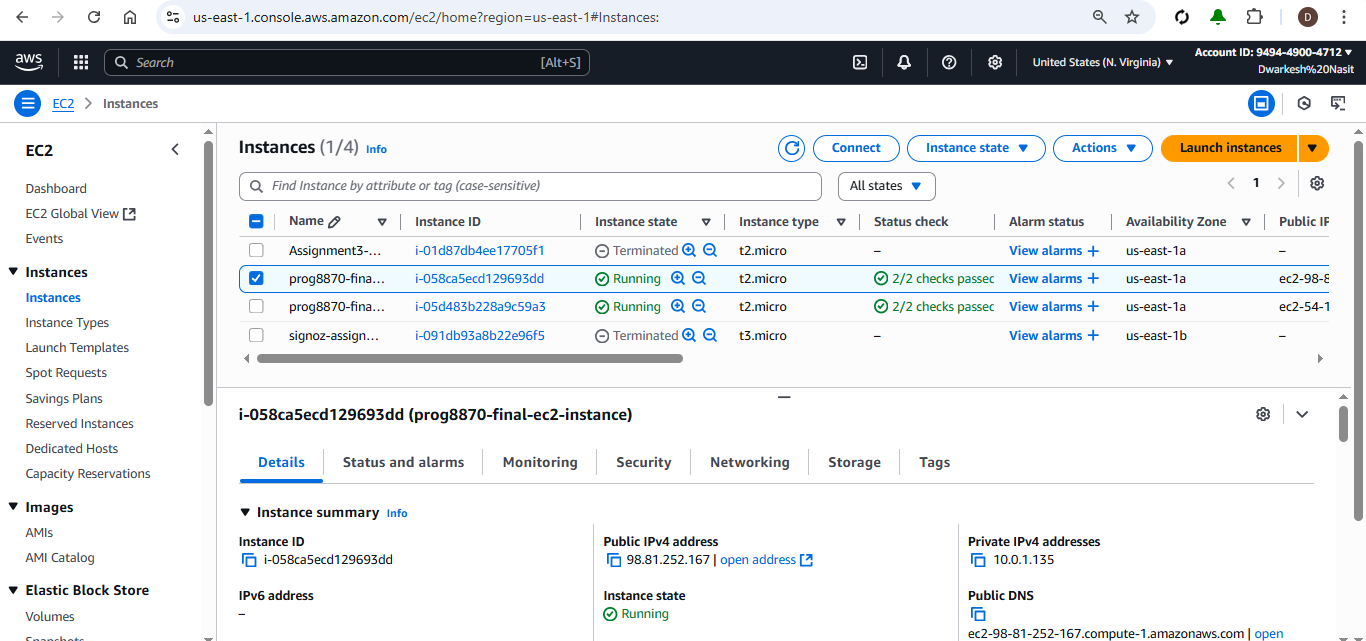 us-east-1.console.aws.amazon.com/ec2/home?region=us-east-1#Instances:
D
aws
Search [Alt+S]
United States (N. Virginia)
Account ID: 9494-4900-4712
Dwarkesh%20Nasit
EC2 Instances
EC2
Dashboard
EC2 Global View
Events
Instances
Instances
Instance Types
Launch Templates
Spot Requests
Savings Plans
Reserved Instances
Dedicated Hosts
Capacity Reservations
Images
AMIs
AMI Catalog
Elastic Block Store
Volumes
Snapshots
Instances (1/4) Info
Connect
Instance state
Actions
Launch instances
Find Instance by attribute or tag (case-sensitive)
All states
1
Name Instance ID Instance state Instance type Status check Alarm status Availability Zone Public IP
Assignment3-... i-01d87db4ee17705f1 Terminated t2.micro – View alarms + us-east-1a –
prog8870-fina... i-058ca5ecd129693dd Running t2.micro 2/2 checks passed View alarms + us-east-1a ec2-98-8
prog8870-fina... i-05d483b228a9c59a3 Running t2.micro 2/2 checks passed View alarms + us-east-1a ec2-54-1
signoz-assign... i-091db93a8b22e96f5 Terminated t3.micro – View alarms + us-east-1b –
i-058ca5ecd129693dd (prog8870-final-ec2-instance)
Details Status and alarms Monitoring Security Networking Storage Tags
Instance summary Info
Instance ID
i-058ca5ecd129693dd
IPv6 address
–
Public IPv4 address
98.81.252.167 | open address
Instance state
Running
Private IPv4 addresses
10.0.1.135
Public DNS
ec2-98-81-252-167.compute-1.amazonaws.com | open